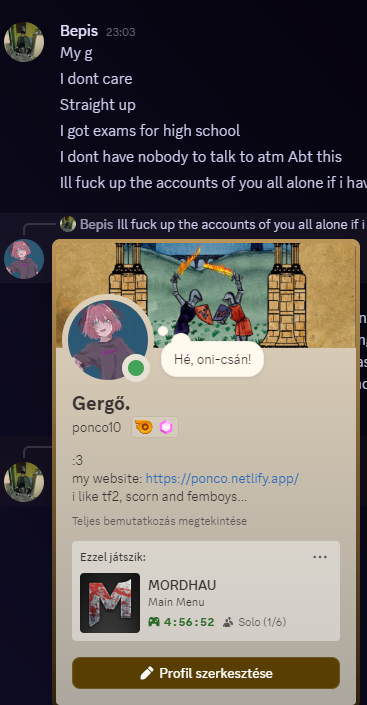 Bepis 23:03
My g
I dont care
Straight up
I got exams for high school
I dont have nobody to talk to atm Abt this
Ill fuck up the accounts of you all alone if i hav
Bepis Ill fuck up the accounts of you all alone if i
Hé, oni-csán!
Gergő.
ponco10
:3
my website: https://ponco.netlify.app/
i like tf2, scorn and femboys...
Teljes bemutatkozás megtekintése
Ezzel játszik:
MORDHAU
Main Menu
4:56:52 Solo (1/6)
Profil szerkesztése